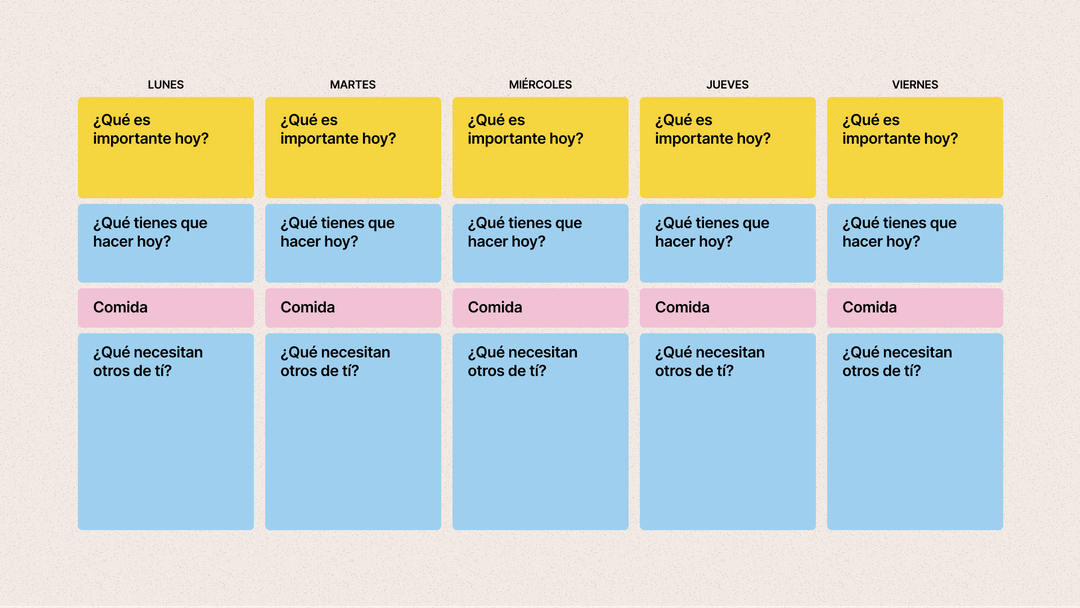 LUNES
MARTES
MIÉRCOLES
JUEVES
VIERNES
¿Qué es
importante hoy?
¿Qué es
importante hoy?
¿Qué es
importante hoy?
¿Qué es
importante hoy?
¿Qué es
importante hoy?
¿Qué tienes que
hacer hoy?
¿Qué tienes que
hacer hoy?
¿Qué tienes que
hacer hoy?
¿Qué tienes que
hacer hoy?
¿Qué tienes que
hacer hoy?
Comida
Comida
Comida
Comida
Comida
¿Qué necesitan
otros de tí?
¿Qué necesitan
otros de tí?
¿Qué necesitan
otros de tí?
¿Qué necesitan
otros de tí?
¿Qué necesitan
otros de tí?